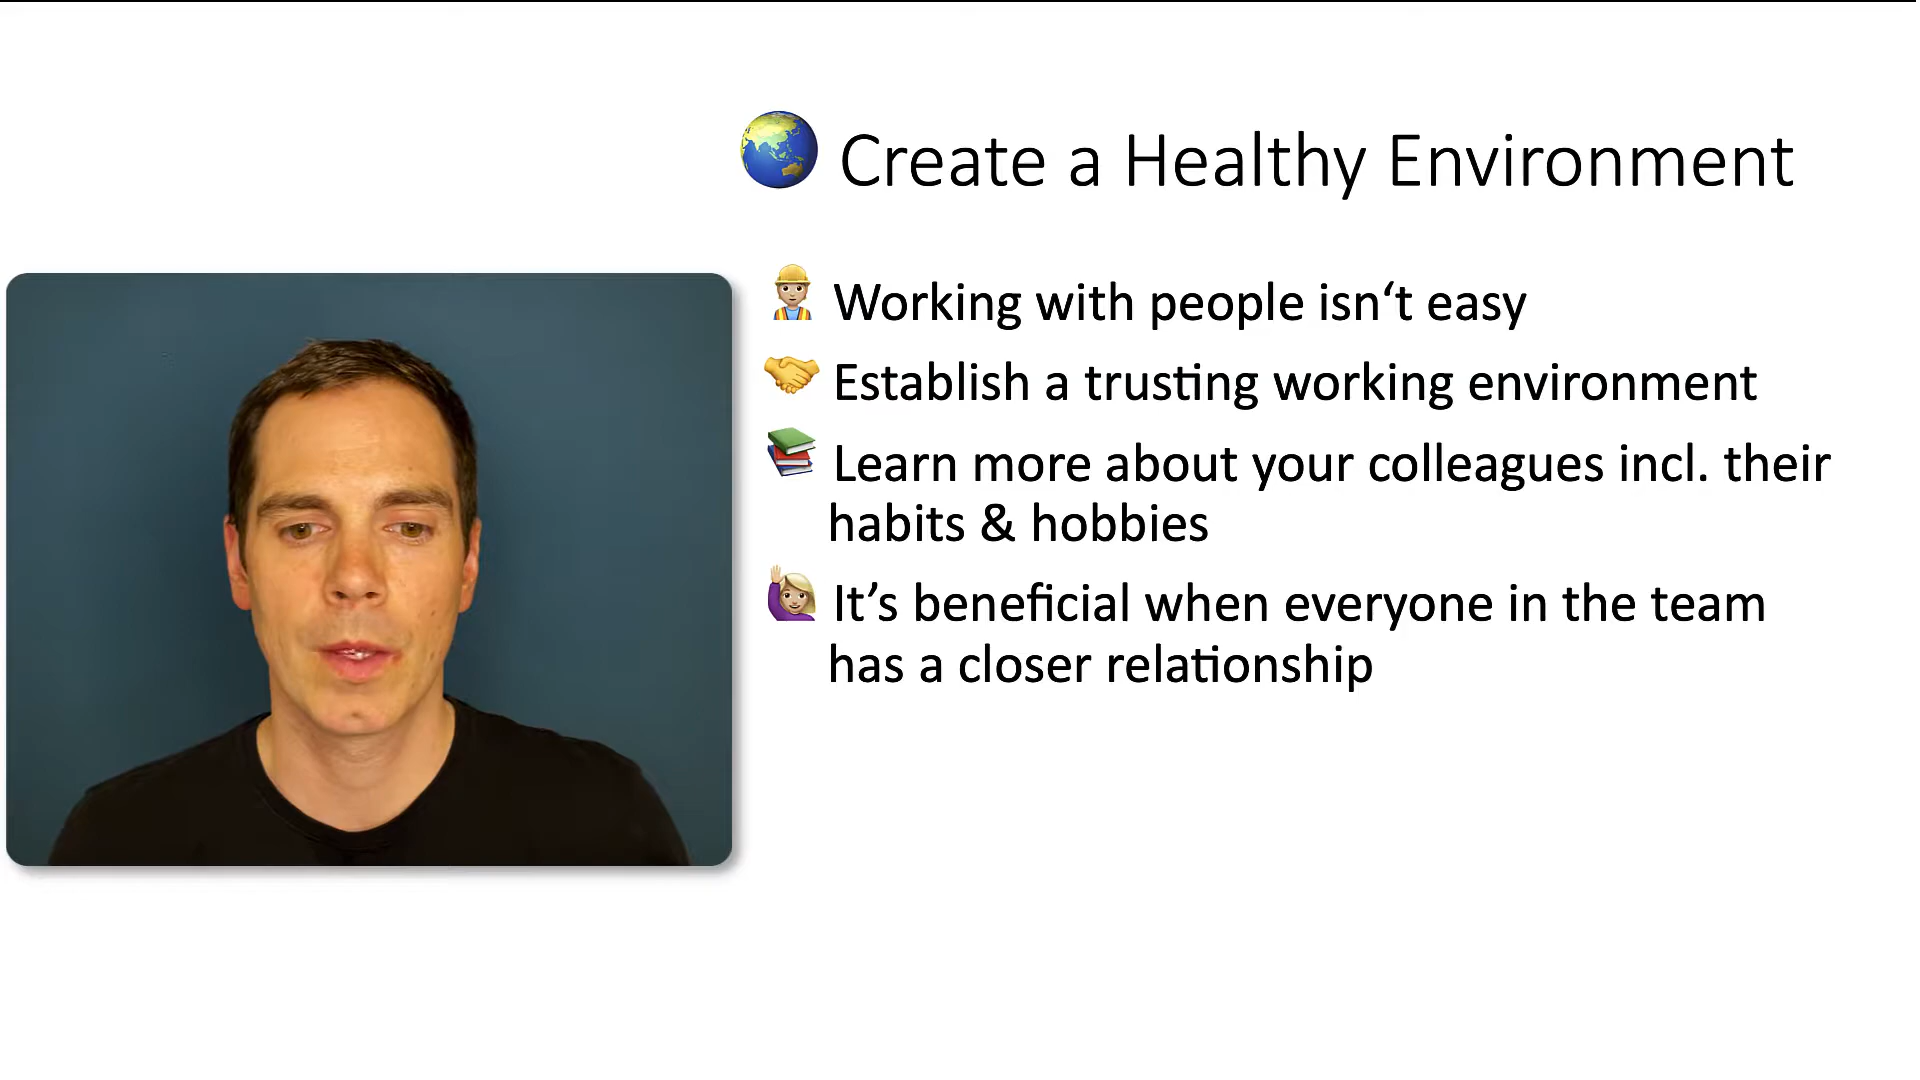 Create a Healthy Environment
Working with people isn‘t easy
Establish a trusting working environment
Learn more about your colleagues incl. their
habits & hobbies
It’s beneficial when everyone in the team
has a closer relationship